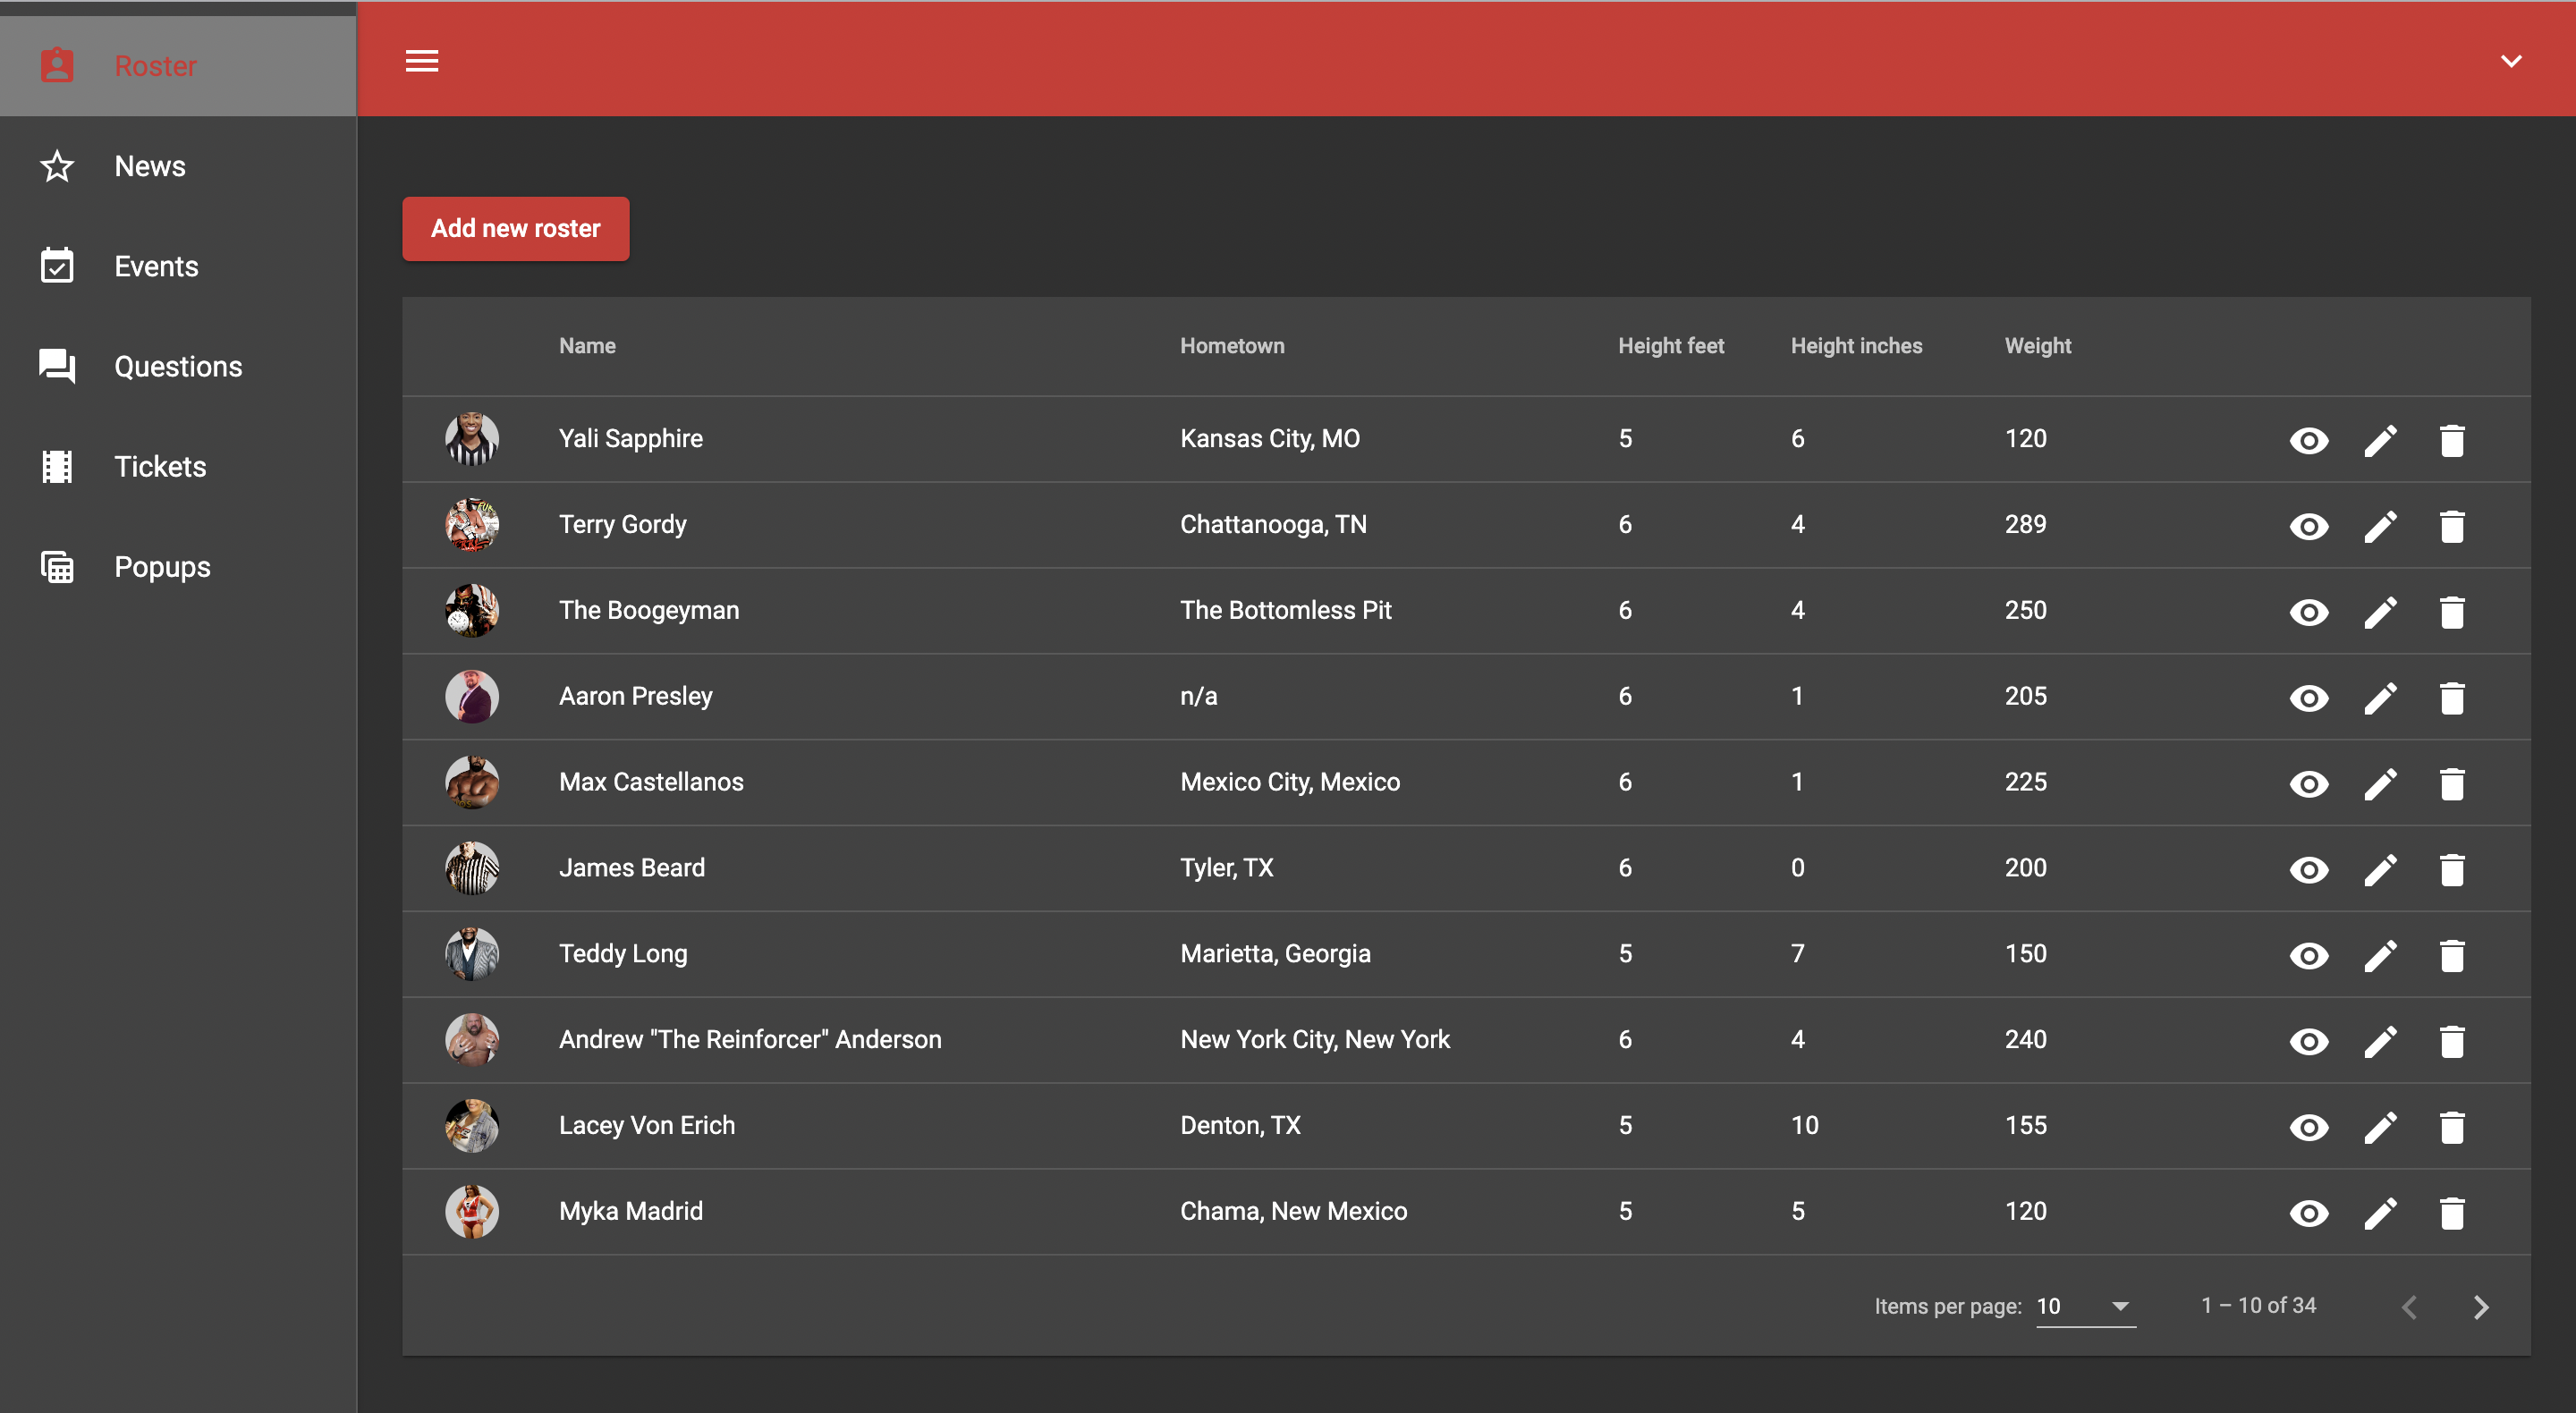 Roster
News
Events
Questions
Tickets
Popups
Add new roster
Name Hometown Height feet Height inches Weight
Yali Sapphire Kansas City, MO 5 6 120
Terry Gordy Chattanooga, TN 6 4 289
The Boogeyman The Bottomless Pit 6 4 250
Aaron Presley n/a 6 1 205
Max Castellanos Mexico City, Mexico 6 1 225
James Beard Tyler, TX 6 0 200
Teddy Long Marietta, Georgia 5 7 150
Andrew "The Reinforcer" Anderson New York City, New York 6 4 240
Lacey Von Erich Denton, TX 5 10 155
Myka Madrid Chama, New Mexico 5 5 120
Items per page: 10 1 – 10 of 34